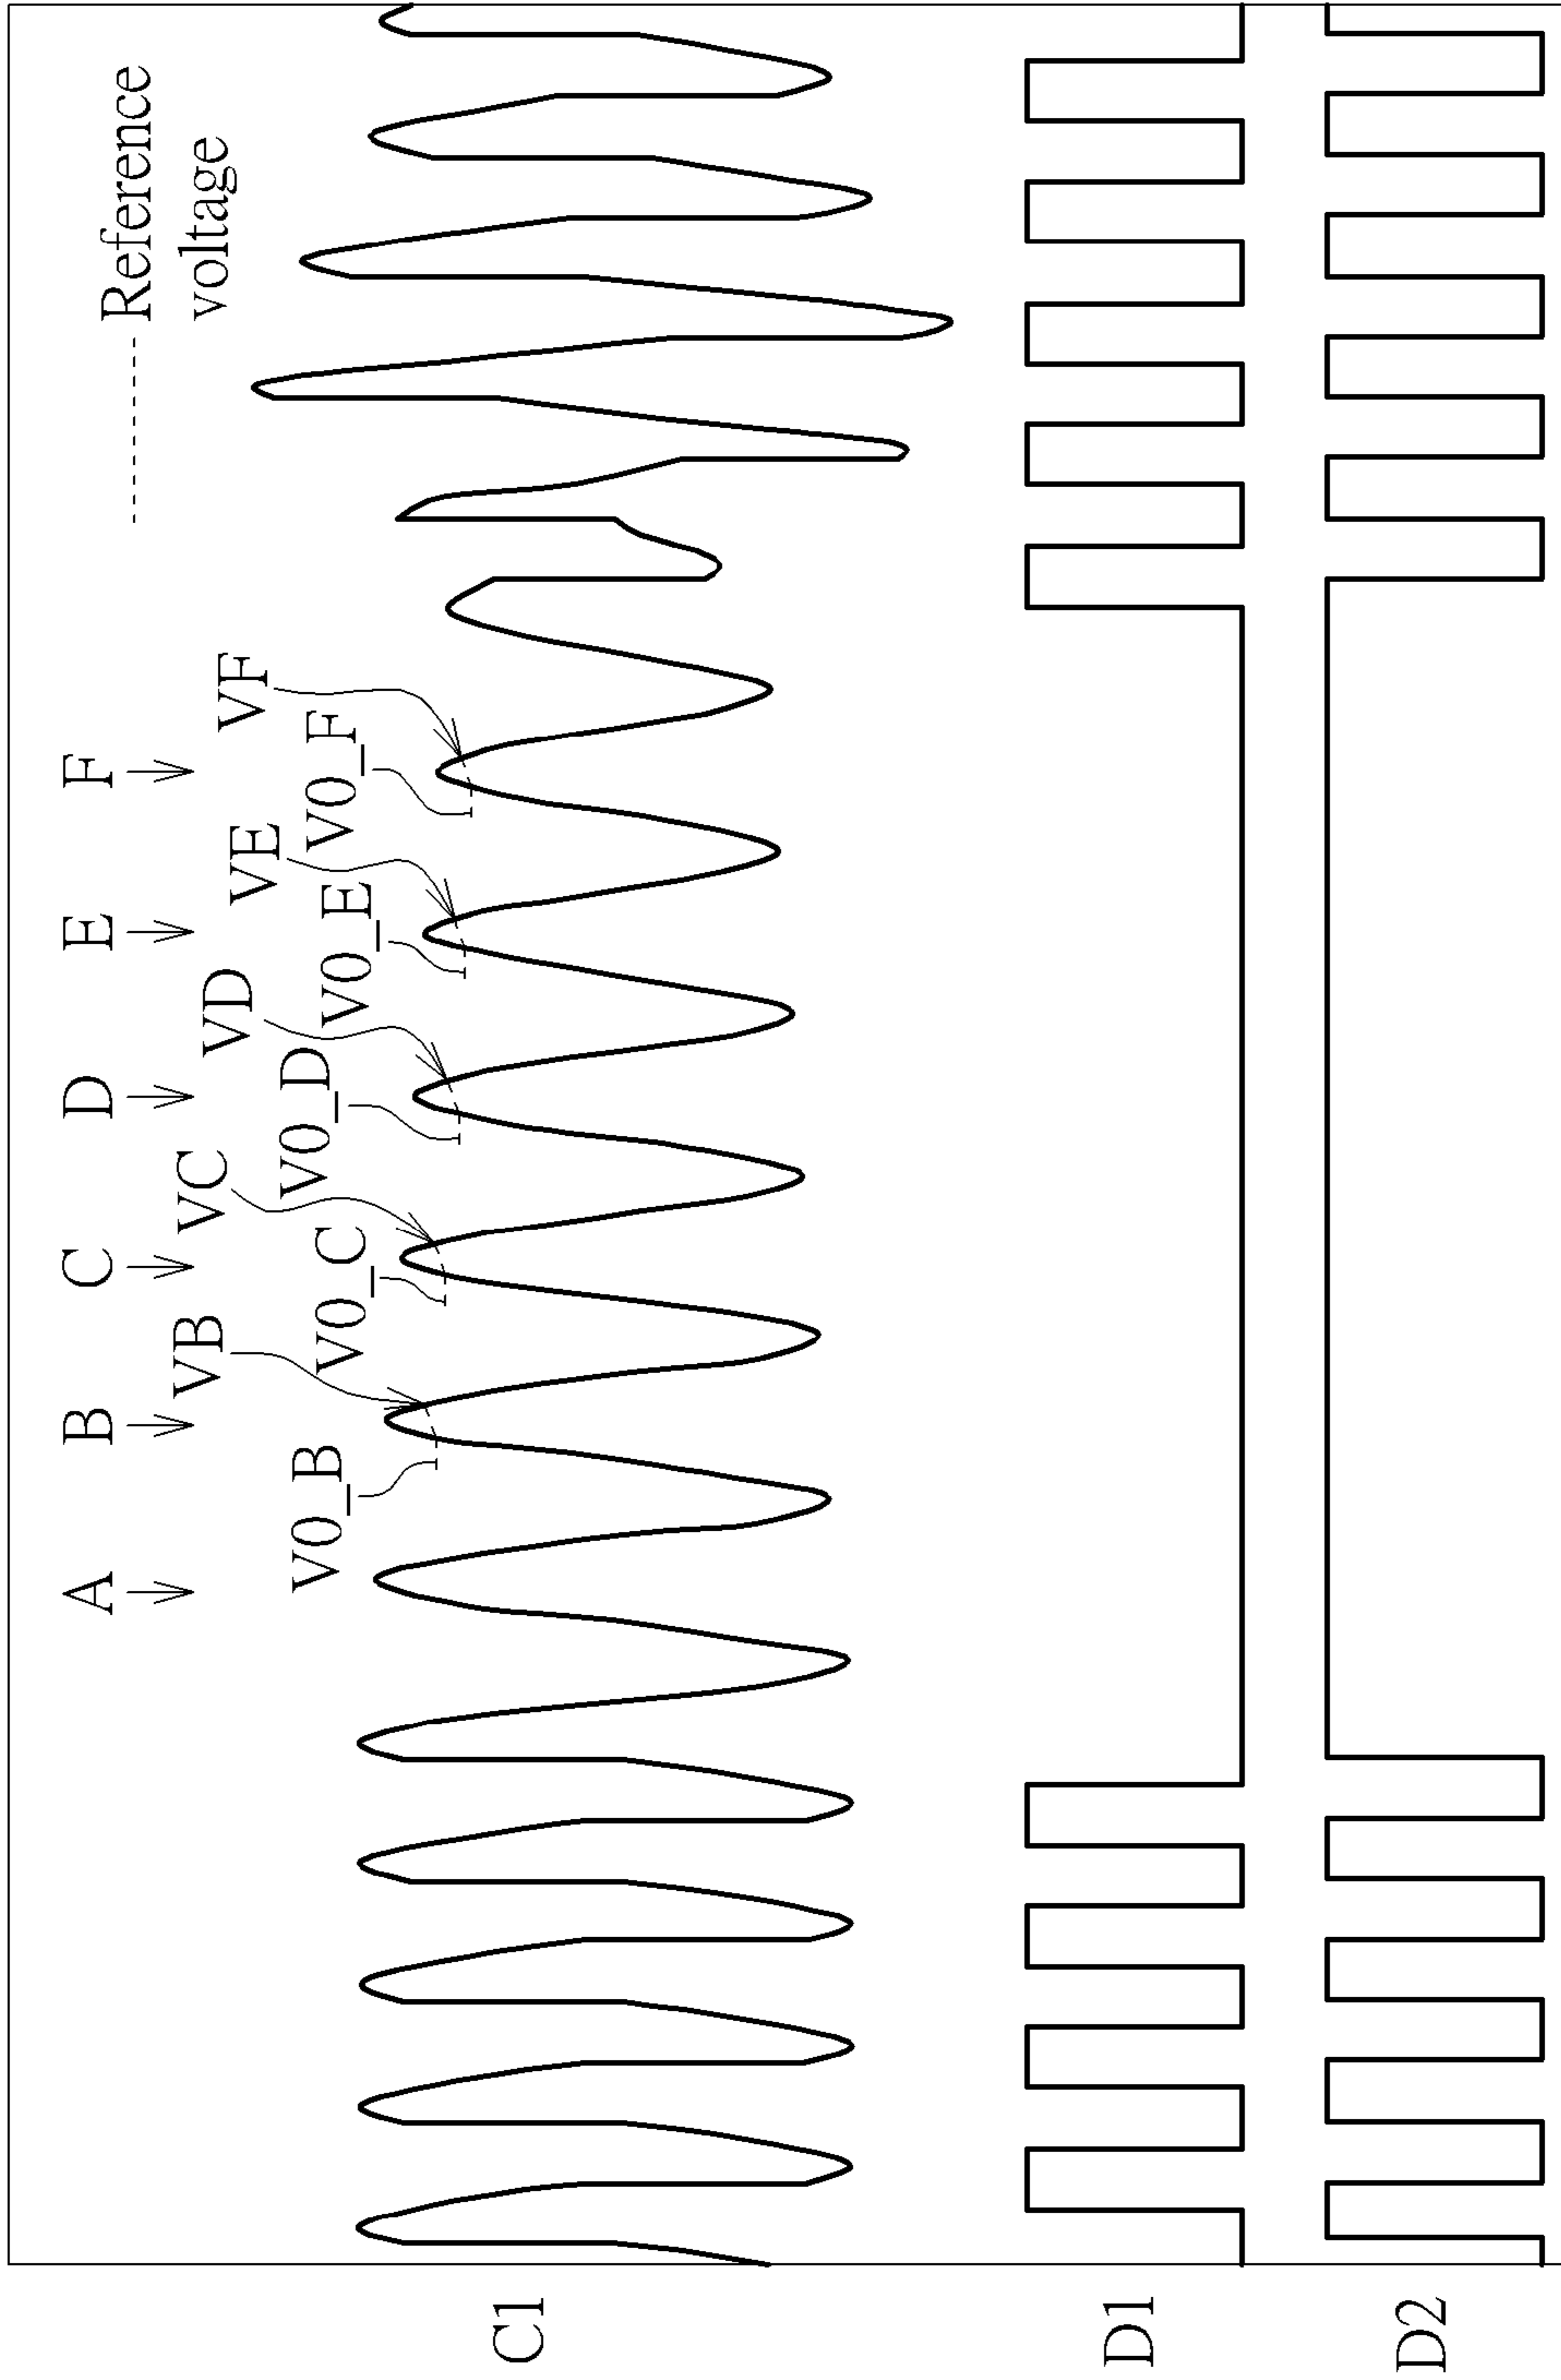 A
B
C
D
E
F
Reference
voltage
VB
VC
VD
VE
VF
V0_B
V0_C
V0_D
V0_E
V0_F
C1
D1
D2